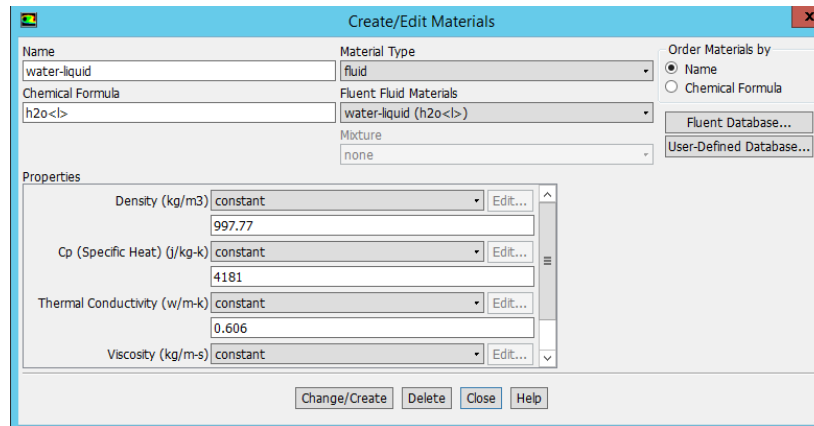 Create/Edit Materials
x
Name
water-liquid
Chemical Formula
h2o<l>
Material Type
fluid
Fluent Fluid Materials
water-liquid (h2o<l>)
Mixture
none
Order Materials by
Name
Chemical Formula
Fluent Database...
User-Defined Database...
Properties
Density (kg/m3) constant Edit...
997.77
Cp (Specific Heat) (j/kg-k) constant Edit...
4181
Thermal Conductivity (w/m-k) constant Edit...
0.606
Viscosity (kg/m-s) constant Edit...
Change/Create Delete Close Help